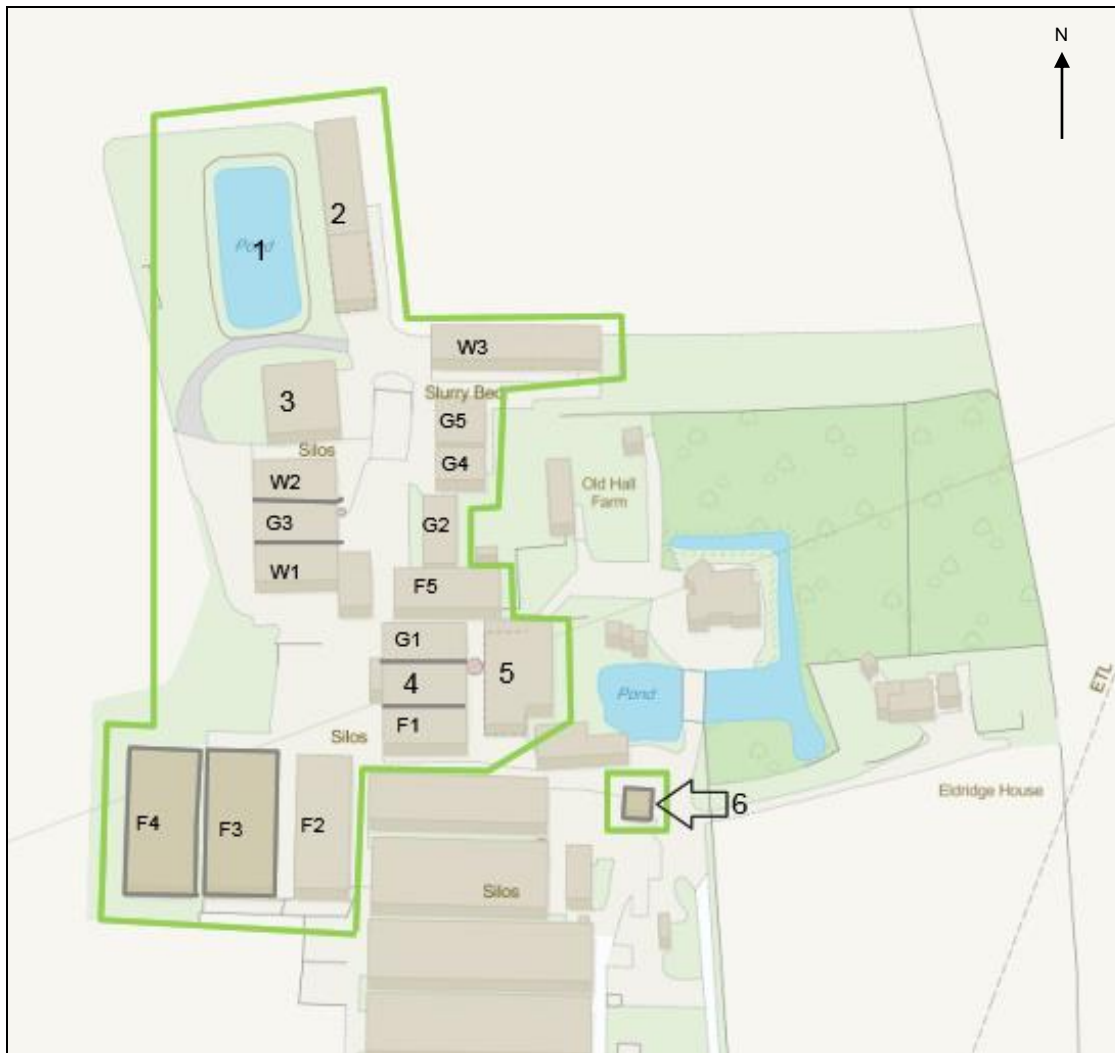 N
2
Pond
1
W3
3
Slurry Bed
G5
Silos
G4
W2
Old Hall
Farm
G3
G2
W1
F5
G1
4
5
Pond
F1
Silos
ETL
F4
F3
F2
6
Eldridge House
Silos